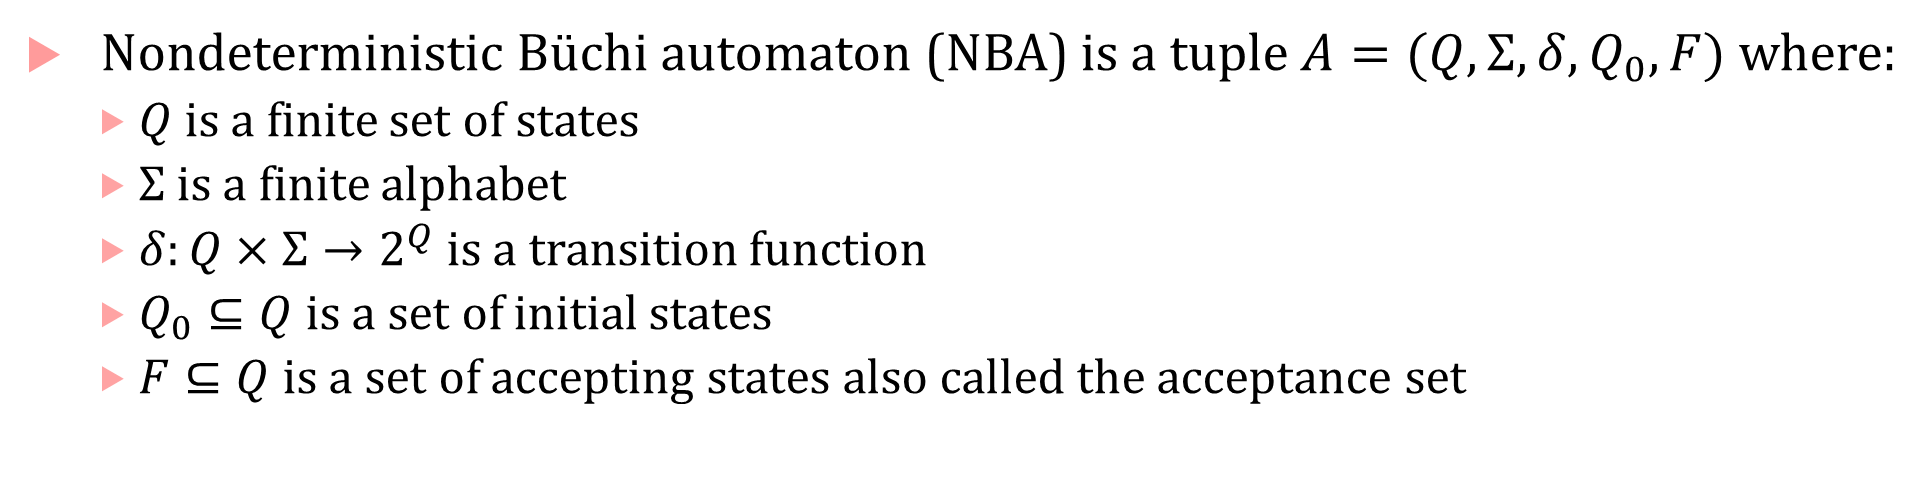 Nondeterministic Büchi automaton (NBA) is a tuple A = (Q, Σ, δ, Q₀, F) where:
Q is a finite set of states
Σ is a finite alphabet
δ: Q × Σ → 2^Q is a transition function
Q₀ ⊆ Q is a set of initial states
F ⊆ Q is a set of accepting states also called the acceptance set